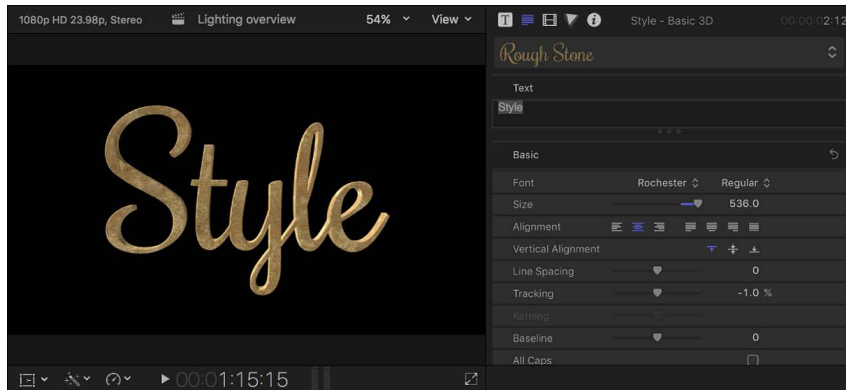 1080p HD 23.98p, Stereo Lighting overview 54% View
T i Style - Basic 3D 00:00:02:12
Rough Stone
Text
Style
Style
Basic
Font Rochester Regular
Size 536.0
Alignment
Vertical Alignment
Line Spacing 0
Tracking -1.0 %
Kerning
Baseline 0
All Caps
00:01:15:15